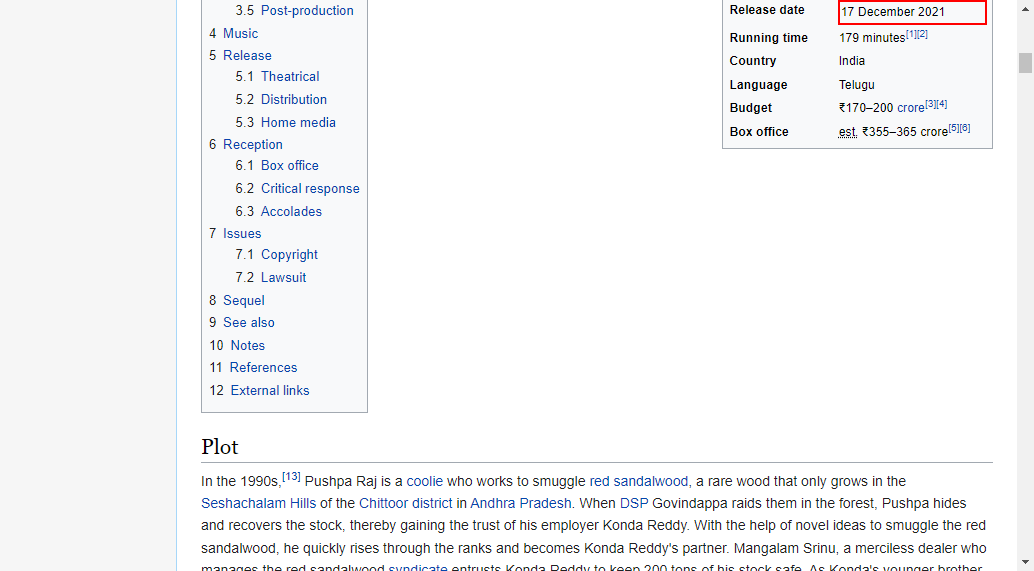 3.5 Post-production
4 Music
5 Release
5.1 Theatrical
5.2 Distribution
5.3 Home media
6 Reception
6.1 Box office
6.2 Critical response
6.3 Accolades
7 Issues
7.1 Copyright
7.2 Lawsuit
8 Sequel
9 See also
10 Notes
11 References
12 External links
Release date 17 December 2021
Running time 179 minutes[1][2]
Country India
Language Telugu
Budget ₹170–200 crore[3][4]
Box office est. ₹355–365 crore[5][6]
Plot
In the 1990s,[13] Pushpa Raj is a coolie who works to smuggle red sandalwood, a rare wood that only grows in the
Seshachalam Hills of the Chittoor district in Andhra Pradesh. When DSP Govindappa raids them in the forest, Pushpa hides
and recovers the stock, thereby gaining the trust of his employer Konda Reddy. With the help of novel ideas to smuggle the red
sandalwood, he quickly rises through the ranks and becomes Konda Reddy's partner. Mangalam Srinu, a merciless dealer who
manages the red sandalwood syndicate entrusts Konda Reddy to keep 200 tons of his stock safe. As Konda's younger brother